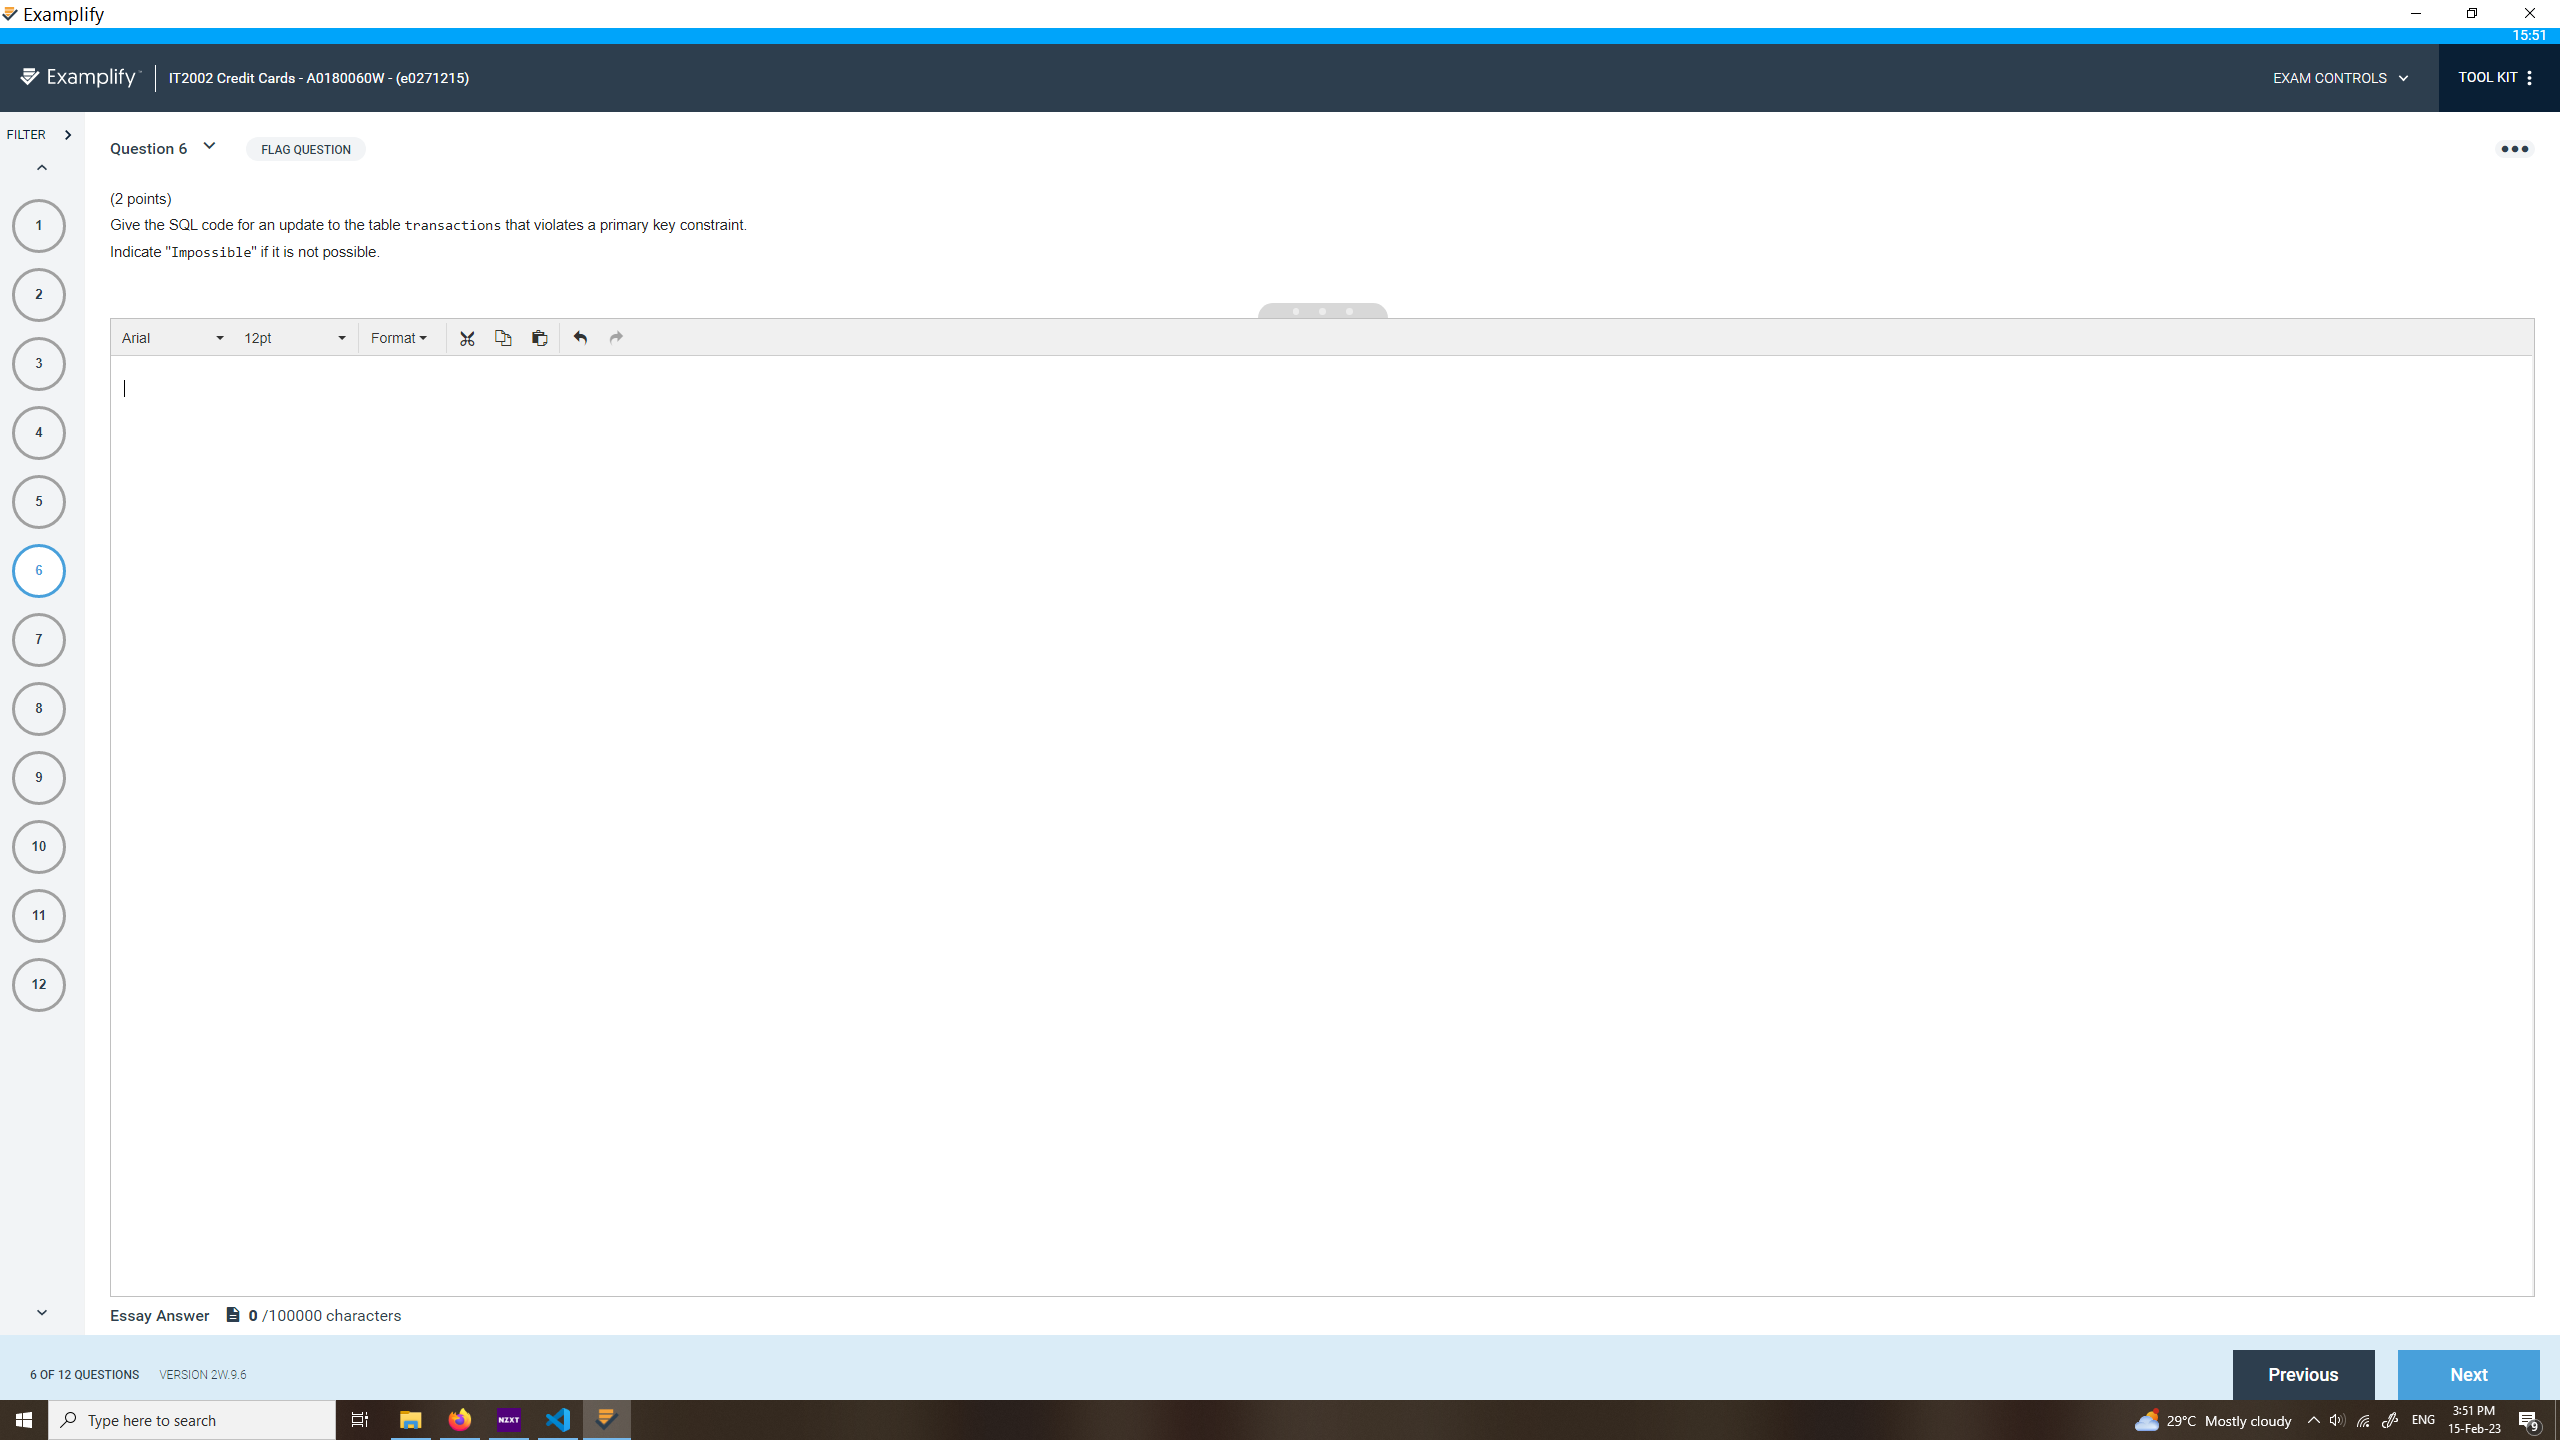 Examplify
15:51
Examplify
IT2002 Credit Cards - A0180060W - (e0271215)
EXAM CONTROLS
TOOL KIT
FILTER
Question 6
FLAG QUESTION
(2 points)
Give the SQL code for an update to the table transactions that violates a primary key constraint.
Indicate "Impossible" if it is not possible.
1
2
3
4
5
6
7
8
9
10
11
12
Arial
12pt
Format
Essay Answer 0 /100000 characters
6 OF 12 QUESTIONS
VERSION 2W.9.6
Previous
Next
Type here to search
NZXT
29°C Mostly cloudy
ENG
3:51 PM
15-Feb-23
9